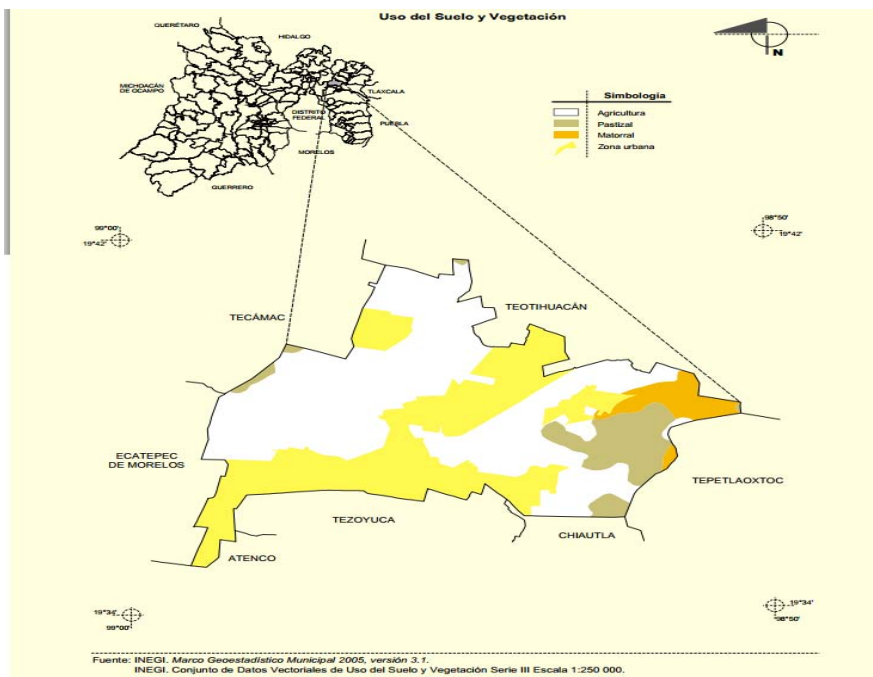 Uso del Suelo y Vegetación
QUERÉTARO
HIDALGO
N
MICHOACÁN
DE OCAMPO
TLAXCALA
DISTRITO
FEDERAL
PUEBLA
MORELOS
GUERRERO
Simbología
Agricultura
Pastizal
Matorral
Zona urbana
99°00'
19°42'
98°50'
19°42'
TECÁMAC
TEOTIHUACÁN
ECATEPEC
DE MORELOS
TEPETLAOXTOC
TEZOYUCA
CHIAUTLA
ATENCO
19°34'
99°00'
19°34'
98°50'
Fuente: INEGI. Marco Geoestadístico Municipal 2005, versión 3.1.
INEGI. Conjunto de Datos Vectoriales de Uso del Suelo y Vegetación Serie III Escala 1:250 000.